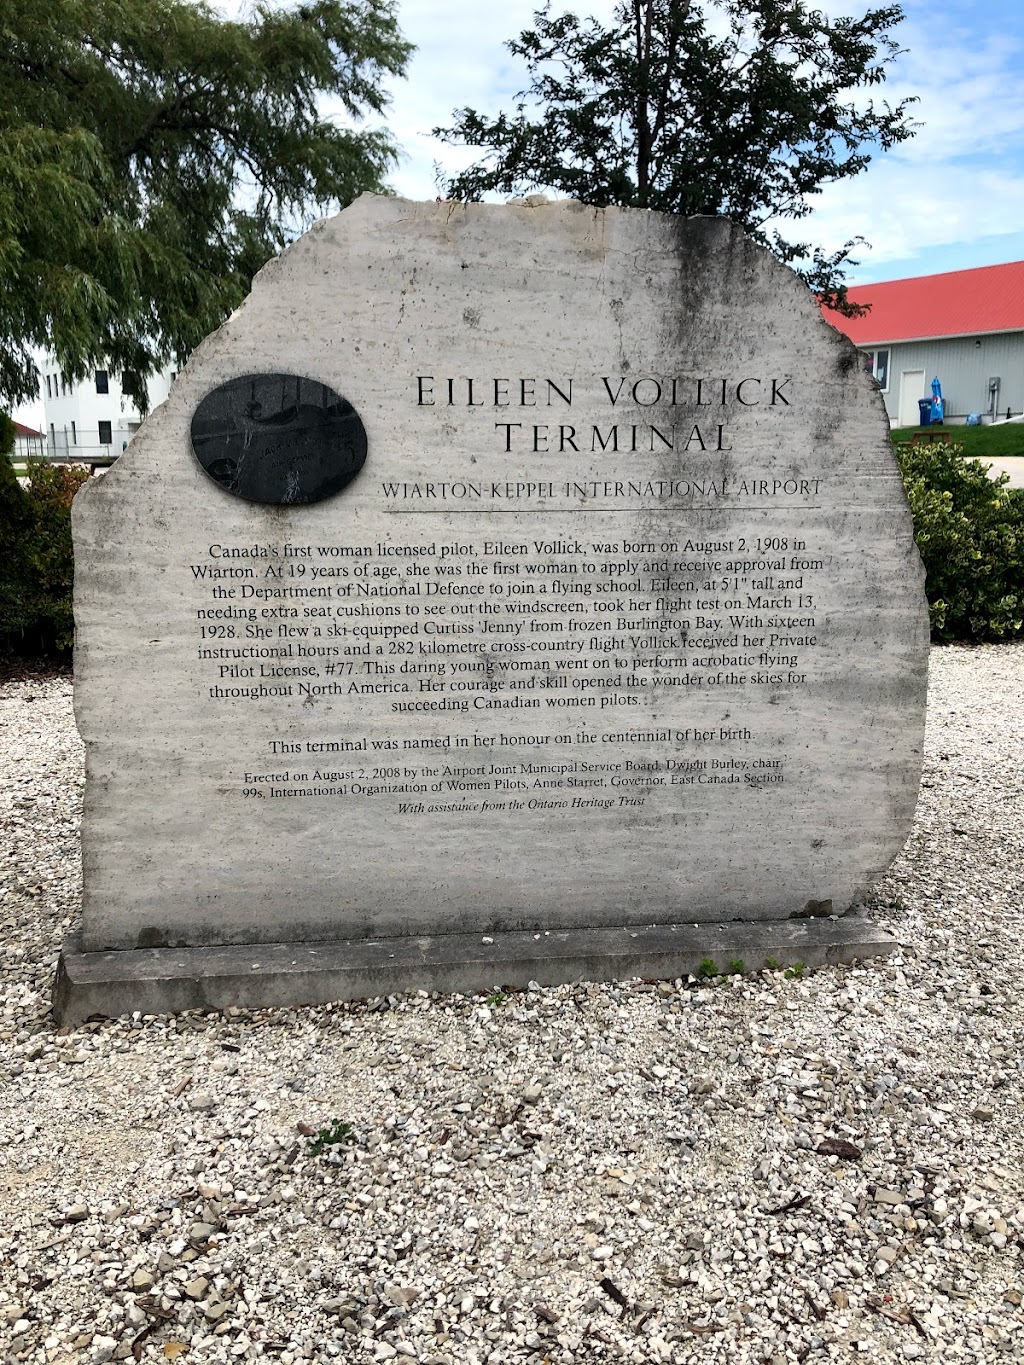 EILEEN VOLLICK
TERMINAL
WIARTON-KEPPEL INTERNATIONAL AIRPORT
Canada's first woman licensed pilot, Eileen Vollick, was born on August 2, 1908 in
Wiarton. At 19 years of age, she was the first woman to apply and receive approval from
the Department of National Defence to join a flying school. Eileen, at 5'1" tall and
needing extra seat cushions to see out the windscreen, took her flight test on March 13,
1928. She flew a ski-equipped Curtiss 'Jenny' from frozen Burlington Bay. With sixteen
instructional hours and a 282 kilometre cross-country flight Vollick received her Private
Pilot License, #77. This daring young woman went on to perform acrobatic flying
throughout North America. Her courage and skill opened the wonder of the skies for
succeeding Canadian women pilots.
This terminal was named in her honour on the centennial of her birth.
Erected on August 2, 2008 by the Airport Joint Municipal Service Board, Dwight Burley, chair,
99s, International Organization of Women Pilots, Anne Starret, Governor, East Canada Section
With assistance from the Ontario Heritage Trust